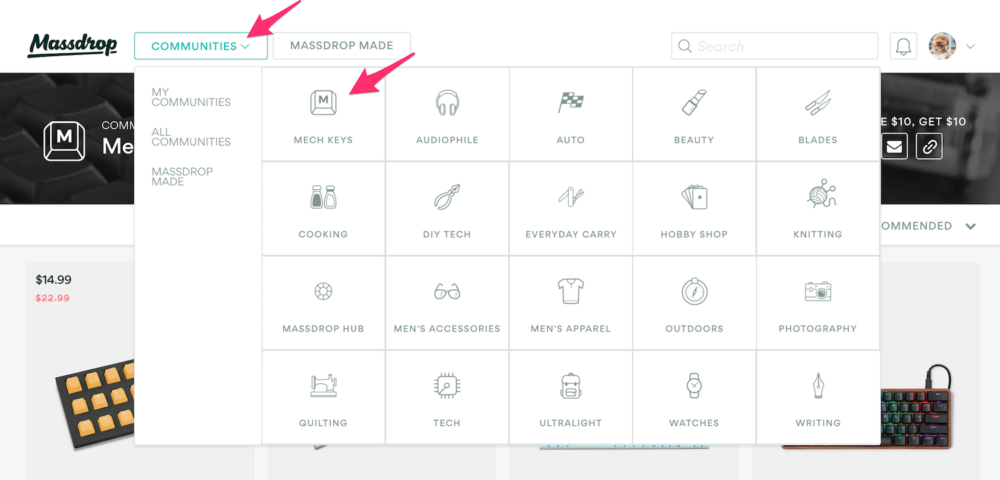 Massdrop
COMMUNITIES
MASSDROP MADE
Search
MY
COMMUNITIES
ALL
COMMUNITIES
MASSDROP
MADE
M
MECH KEYS
AUDIOPHILE
AUTO
BEAUTY
BLADES
COOKING
DIY TECH
EVERYDAY CARRY
HOBBY SHOP
KNITTING
MASSDROP HUB
MEN'S ACCESSORIES
MEN'S APPAREL
OUTDOORS
PHOTOGRAPHY
QUILTING
TECH
ULTRALIGHT
WATCHES
WRITING
M
COMM
Me
E $10, GET $10
OMMENDED
$14.99
$22.99